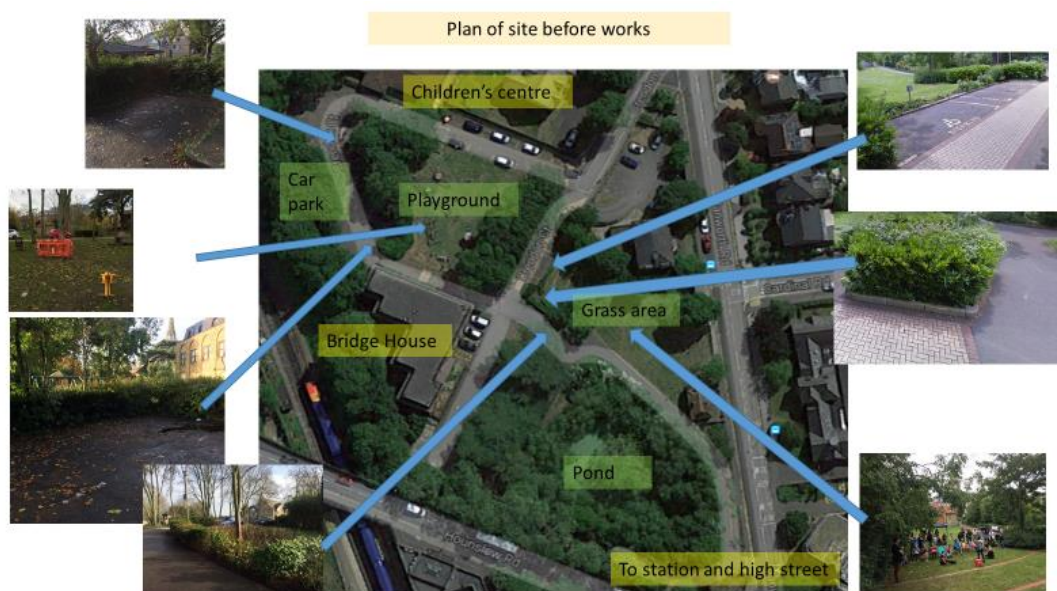 Plan of site before works
Children's centre
Car
park
Playground
Grass area
Bridge House
Pond
To station and high street